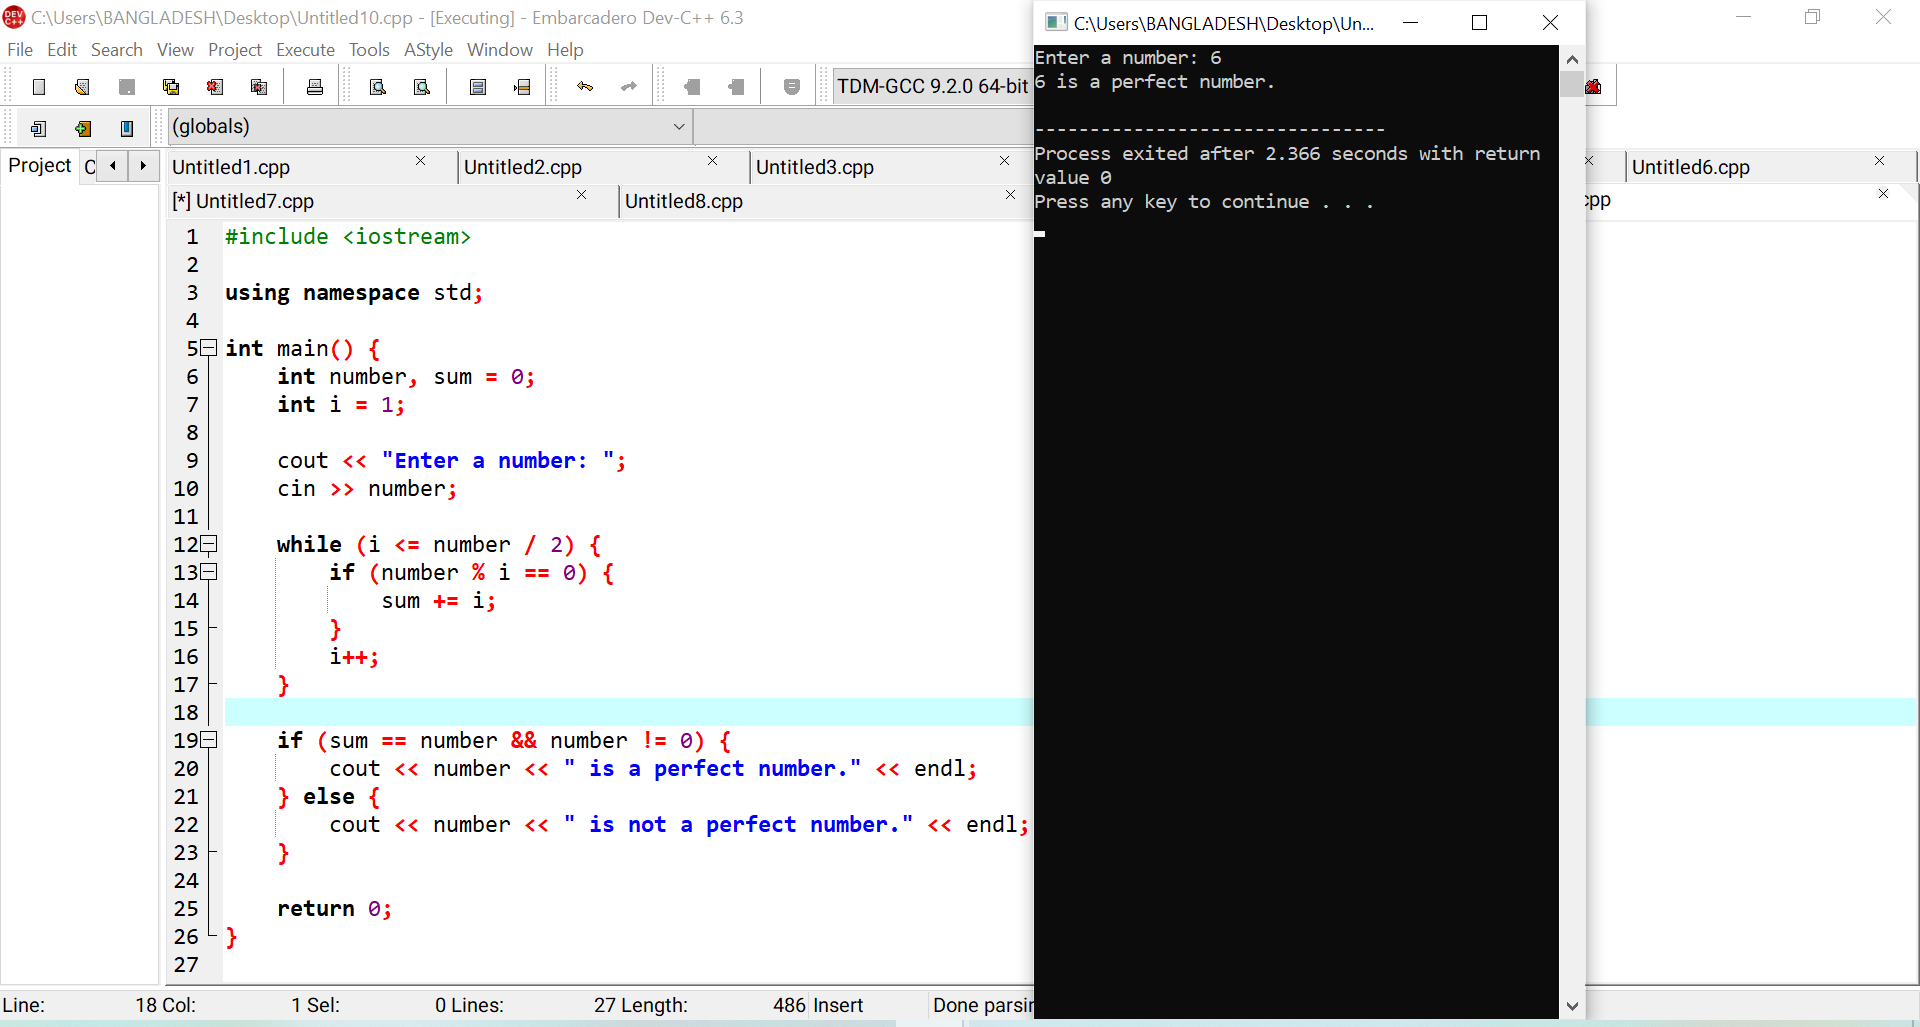 C:\Users\BANGLADESH\Desktop\Untitled10.cpp - [Executing] - Embarcadero Dev-C++ 6.3
File Edit Search View Project Execute Tools AStyle Window Help
TDM-GCC 9.2.0 64-bit
(globals)
Project
Untitled1.cpp
Untitled2.cpp
Untitled3.cpp
Untitled6.cpp
[*] Untitled7.cpp
Untitled8.cpp
cpp
1 #include <iostream>
2
3 using namespace std;
4
5 int main() {
6 int number, sum = 0;
7 int i = 1;
8
9 cout << "Enter a number: ";
10 cin >> number;
11
12 while (i <= number / 2) {
13 if (number % i == 0) {
14 sum += i;
15 }
16 i++;
17 }
18
19 if (sum == number && number != 0) {
20 cout << number << " is a perfect number." << endl;
21 } else {
22 cout << number << " is not a perfect number." << endl;
23 }
24
25 return 0;
26 }
27
Line: 18 Col: 1 Sel: 0 Lines: 27 Length: 486 Insert Done parsin
C:\Users\BANGLADESH\Desktop\Un...
Enter a number: 6
6 is a perfect number.
--------------------------------
Process exited after 2.366 seconds with return
value 0
Press any key to continue . . .